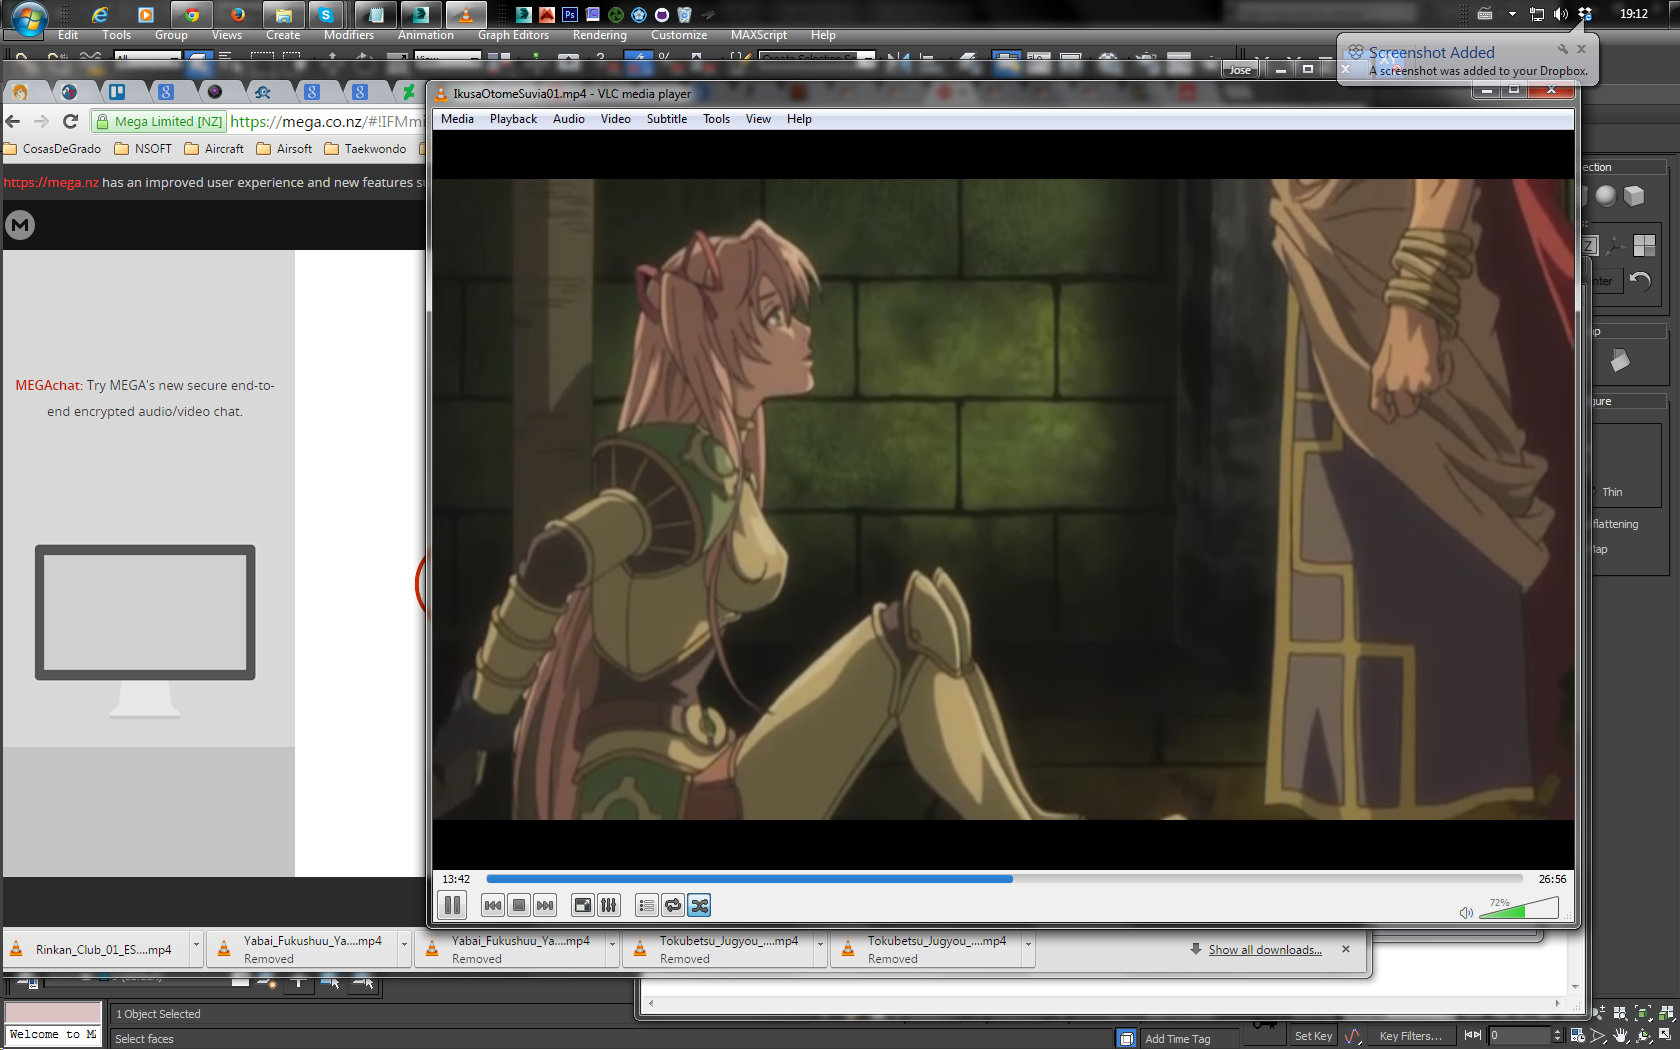 19:12
Edit Tools Group Views Create Modifiers Animation Graph Editors Rendering Customize MAXScript Help
Screenshot Added
A screenshot was added to your Dropbox.
Jose
IkusaOtomeSuvia01.mp4 - VLC media player
Media Playback Audio Video Subtitle Tools View Help
Mega Limited [NZ] https://mega.co.nz/#!IFMm
CosasDeGrado NSOFT Aircraft Airsoft Taekwondo
https://mega.nz has an improved user experience and new features
MEGAchat: Try MEGA's new secure end-to-
end encrypted audio/video chat.
ection
Z
Thin
flattening
13:42 26:56
72%
Rinkan_Club_01_ES....mp4
Yabai_Fukushuu_Ya....mp4
Removed
Yabai_Fukushuu_Ya....mp4
Removed
Tokubetsu_Jugyou_....mp4
Removed
Tokubetsu_Jugyou_....mp4
Removed
Show all downloads...
1 Object Selected
Welcome to M
Select faces
Add Time Tag
Set Key
Key Filters...
0